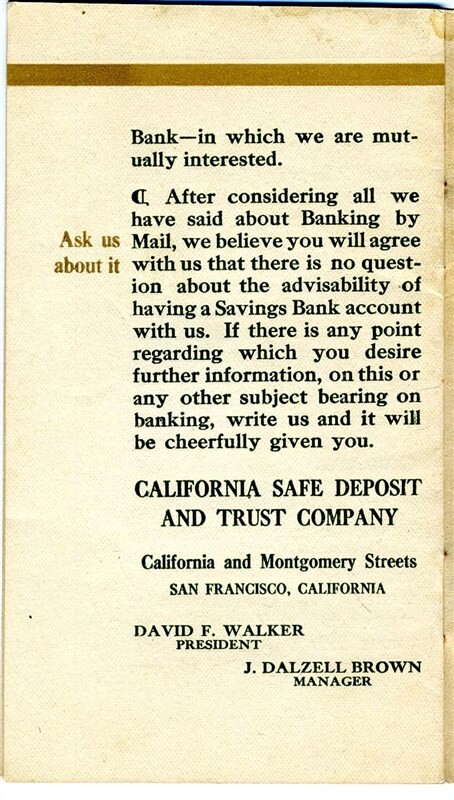 Bank—in which we are mut-
ually interested.
¶ After considering all we
have said about Banking by
Ask us
about it
Mail, we believe you will agree
with us that there is no quest-
ion about the advisability of
having a Savings Bank account
with us. If there is any point
regarding which you desire
further information, on this or
any other subject bearing on
banking, write us and it will
be cheerfully given you.
CALIFORNIA SAFE DEPOSIT
AND TRUST COMPANY
California and Montgomery Streets
SAN FRANCISCO, CALIFORNIA
DAVID F. WALKER
PRESIDENT
J. DALZELL BROWN
MANAGER